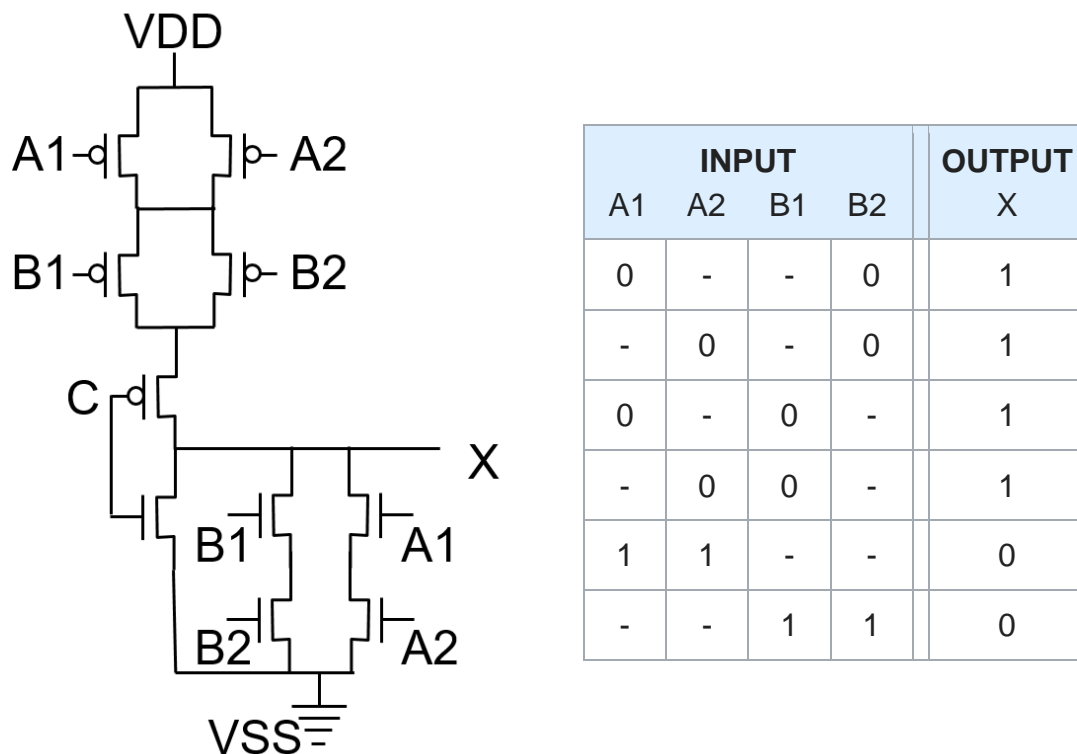 VDD
A1
A2
B1
B2
C
X
B1
A1
B2
A2
VSS
INPUT OUTPUT
A1 A2 B1 B2 X
0 - - 0 1
- 0 - 0 1
0 - 0 - 1
- 0 0 - 1
1 1 - - 0
- - 1 1 0